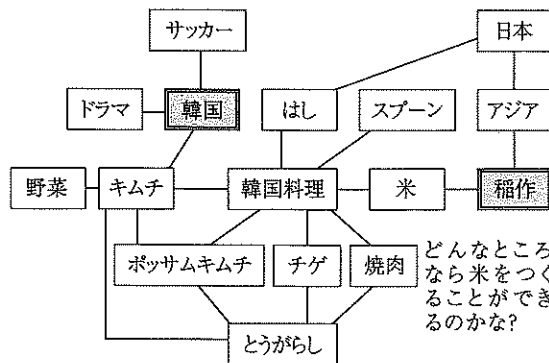 サッカー
日本
ドラマ
韓国
はし
スプーン
アジア
野菜
キムチ
韓国料理
米
稲作
ポッサムキムチ
チゲ
焼肉
どんなところ
なら米をつく
ることができ
るのかな?
とうがらし